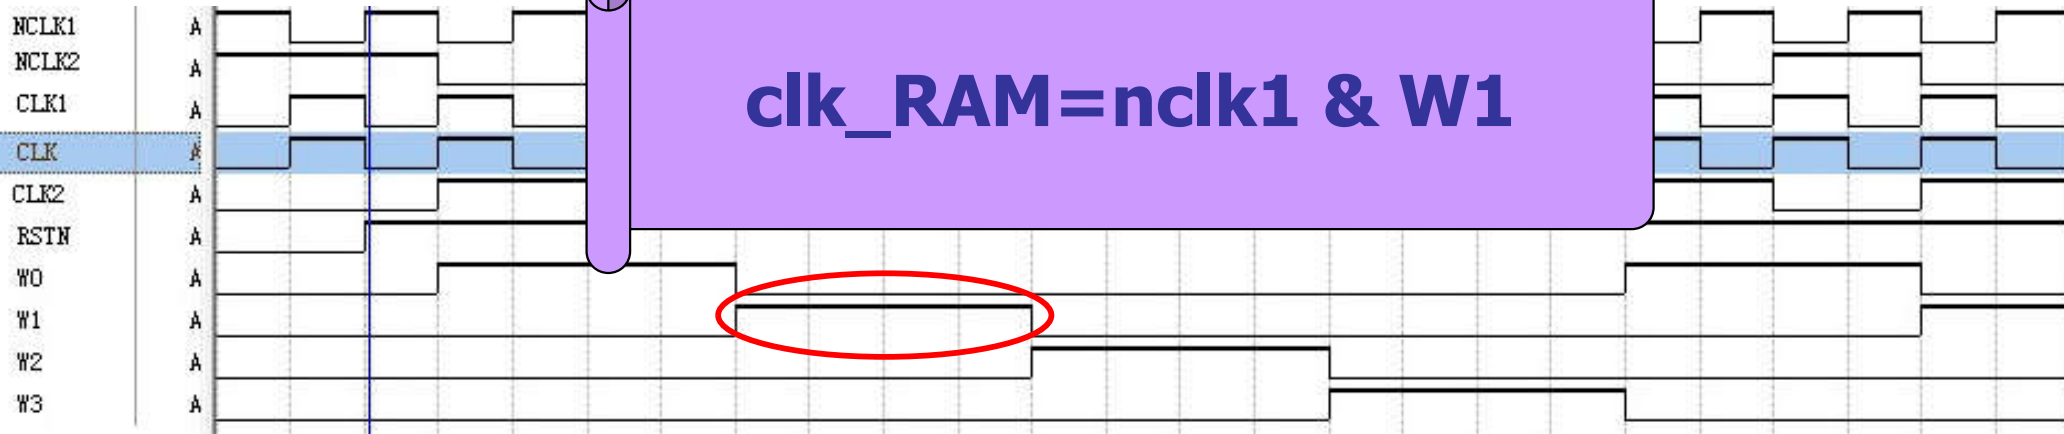 NCLK1 A
NCLK2 A
CLK1 A
CLK A
CLK2 A
RSTN A
W0 A
W1 A
W2 A
W3 A
clk_RAM=nclk1 & W1